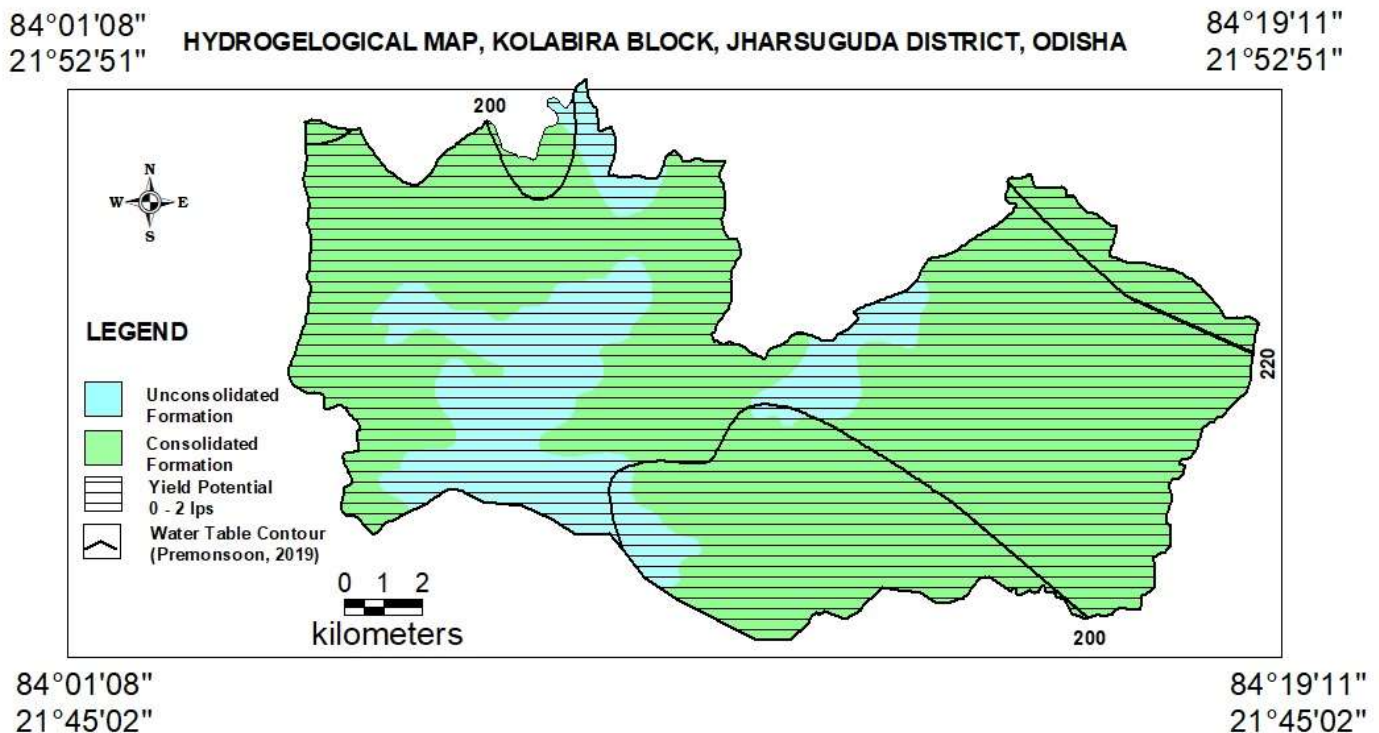 84°01'08"
21°52'51"
HYDROGELOGICAL MAP, KOLABIRA BLOCK, JHARSUGUDA DISTRICT, ODISHA
84°19'11"
21°52'51"
200
N
W
E
S
220
LEGEND
Unconsolidated
Formation
Consolidated
Formation
Yield Potential
0 - 2 lps
Water Table Contour
(Premonsoon, 2019)
0 1 2
kilometers
200
84°01'08"
21°45'02"
84°19'11"
21°45'02"